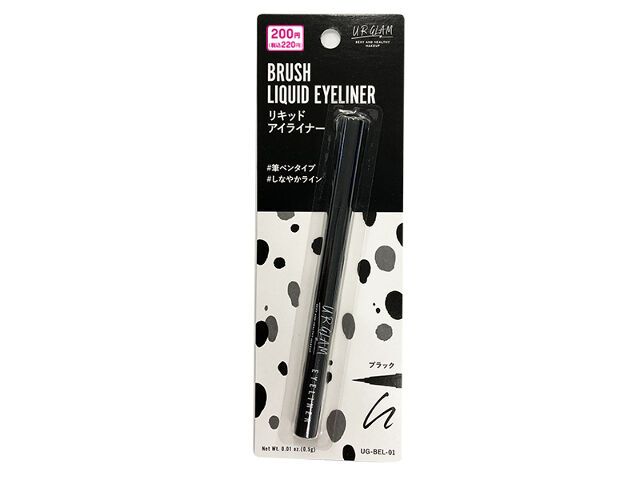 200円
(税込220円)
URGLAM
SEXY AND HEALTHY
MAKEUP
BRUSH
LIQUID EYELINER
リキッド
アイライナー
#筆ペンタイプ
#しなやかライン
URGLAM
EYELINER
ブラック
Net Wt. 0.01 oz.(0.5g)
UG-BEL-01